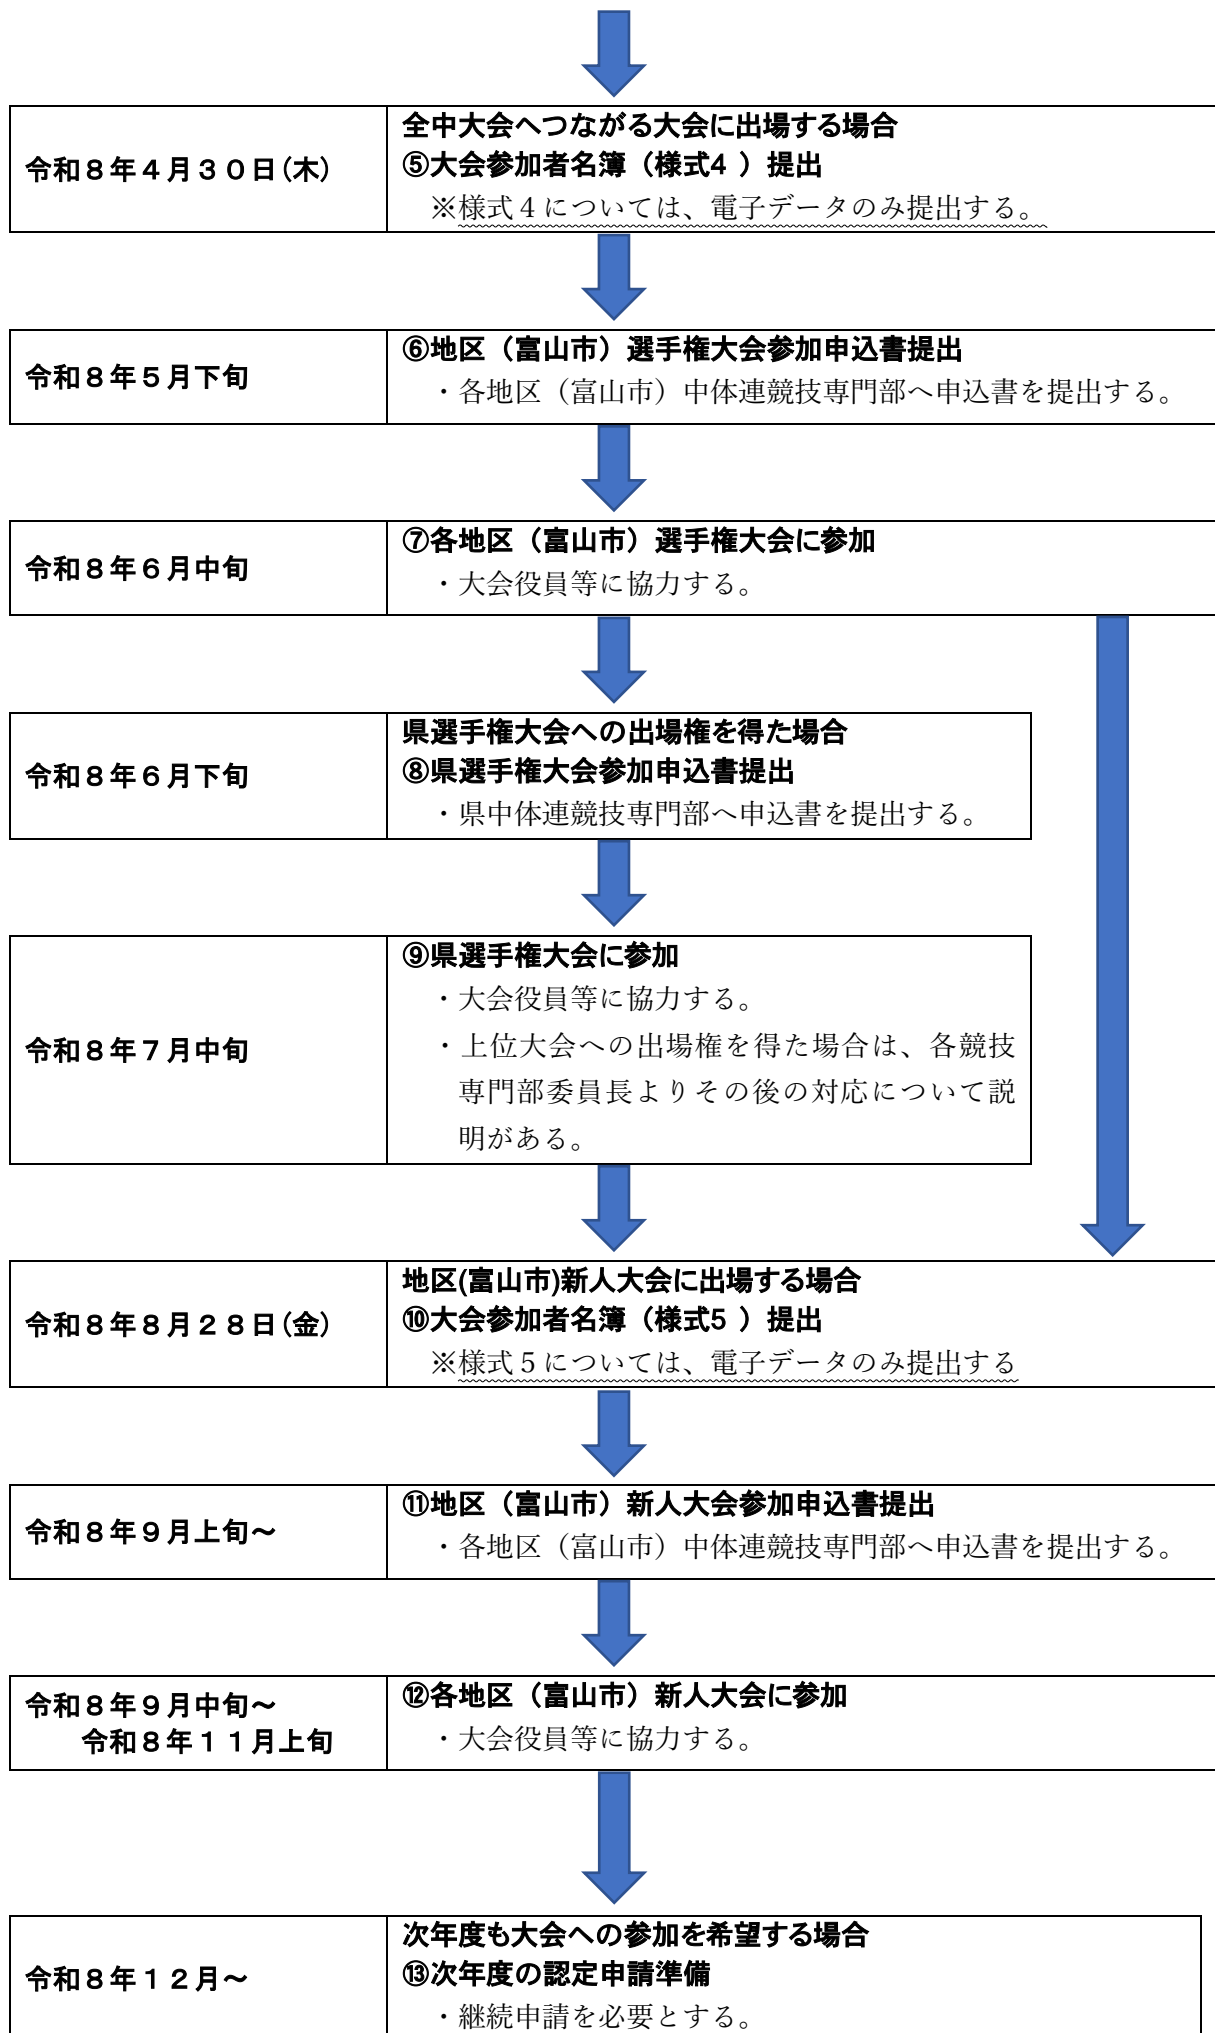 令和８年４月３０日(木)
全中大会へつながる大会に出場する場合
⑤大会参加者名簿（様式4 ）提出
※様式４については、電子データのみ提出する。
令和８年５月下旬
⑥地区（富山市）選手権大会参加申込書提出
・各地区（富山市）中体連競技専門部へ申込書を提出する。
令和８年６月中旬
⑦各地区（富山市）選手権大会に参加
・大会役員等に協力する。
令和８年６月下旬
県選手権大会への出場権を得た場合
⑧県選手権大会参加申込書提出
・県中体連競技専門部へ申込書を提出する。
令和８年７月中旬
⑨県選手権大会に参加
・大会役員等に協力する。
・上位大会への出場権を得た場合は、各競技
専門部委員長よりその後の対応について説
明がある。
令和８年８月２８日(金)
地区(富山市)新人大会に出場する場合
⑩大会参加者名簿（様式5 ）提出
※様式５については、電子データのみ提出する
令和８年９月上旬～
⑪地区（富山市）新人大会参加申込書提出
・各地区（富山市）中体連競技専門部へ申込書を提出する。
令和８年９月中旬～
令和８年１１月上旬
⑫各地区（富山市）新人大会に参加
・大会役員等に協力する。
令和８年１２月～
次年度も大会への参加を希望する場合
⑬次年度の認定申請準備
・継続申請を必要とする。